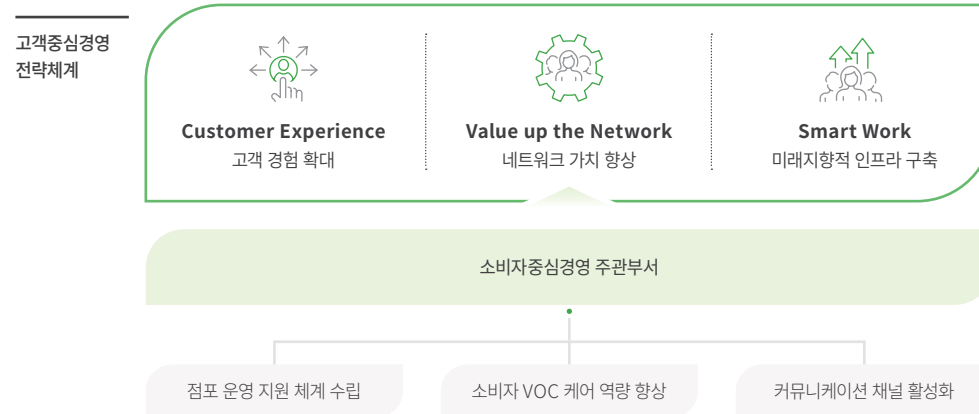 고객중심경영
전략체계
Customer Experience
고객 경험 확대
Value up the Network
네트워크 가치 향상
Smart Work
미래지향적 인프라 구축
소비자중심경영 주관부서
점포 운영 지원 체계 수립
소비자 VOC 케어 역량 향상
커뮤니케이션 채널 활성화